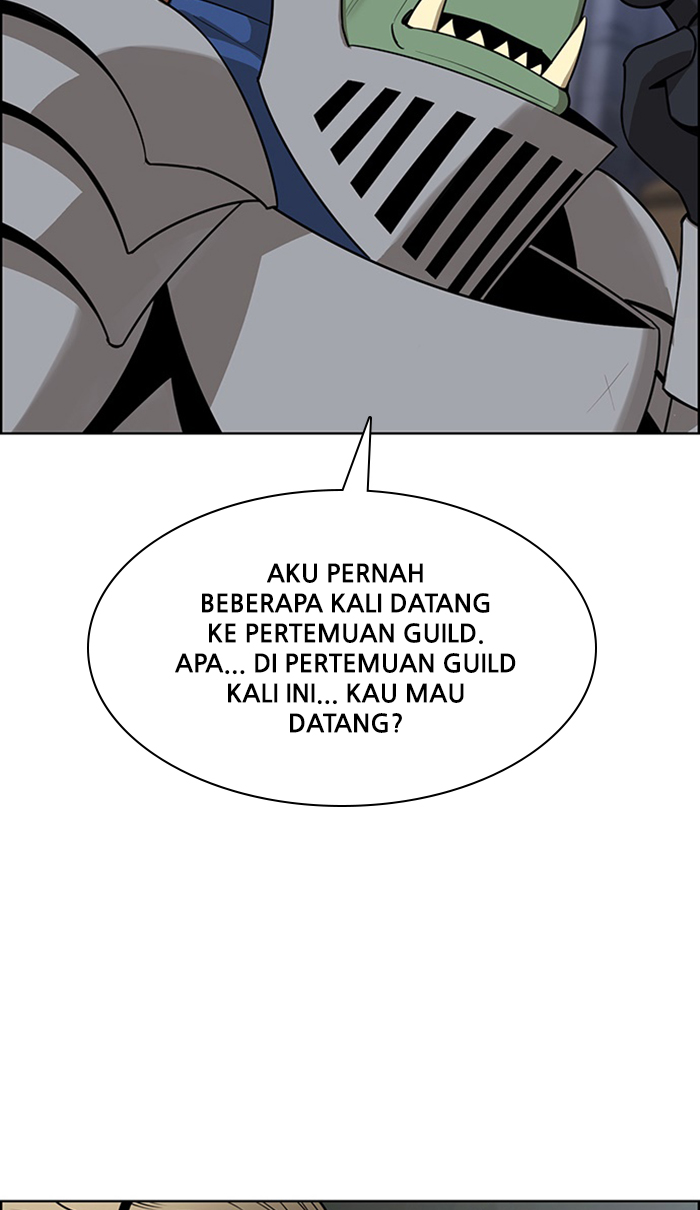 AKU PERNAH
BEBERAPA KALI DATANG
KE PERTEMUAN GUILD.
APA... DI PERTEMUAN GUILD
KALI INI... KAU MAU
DATANG?